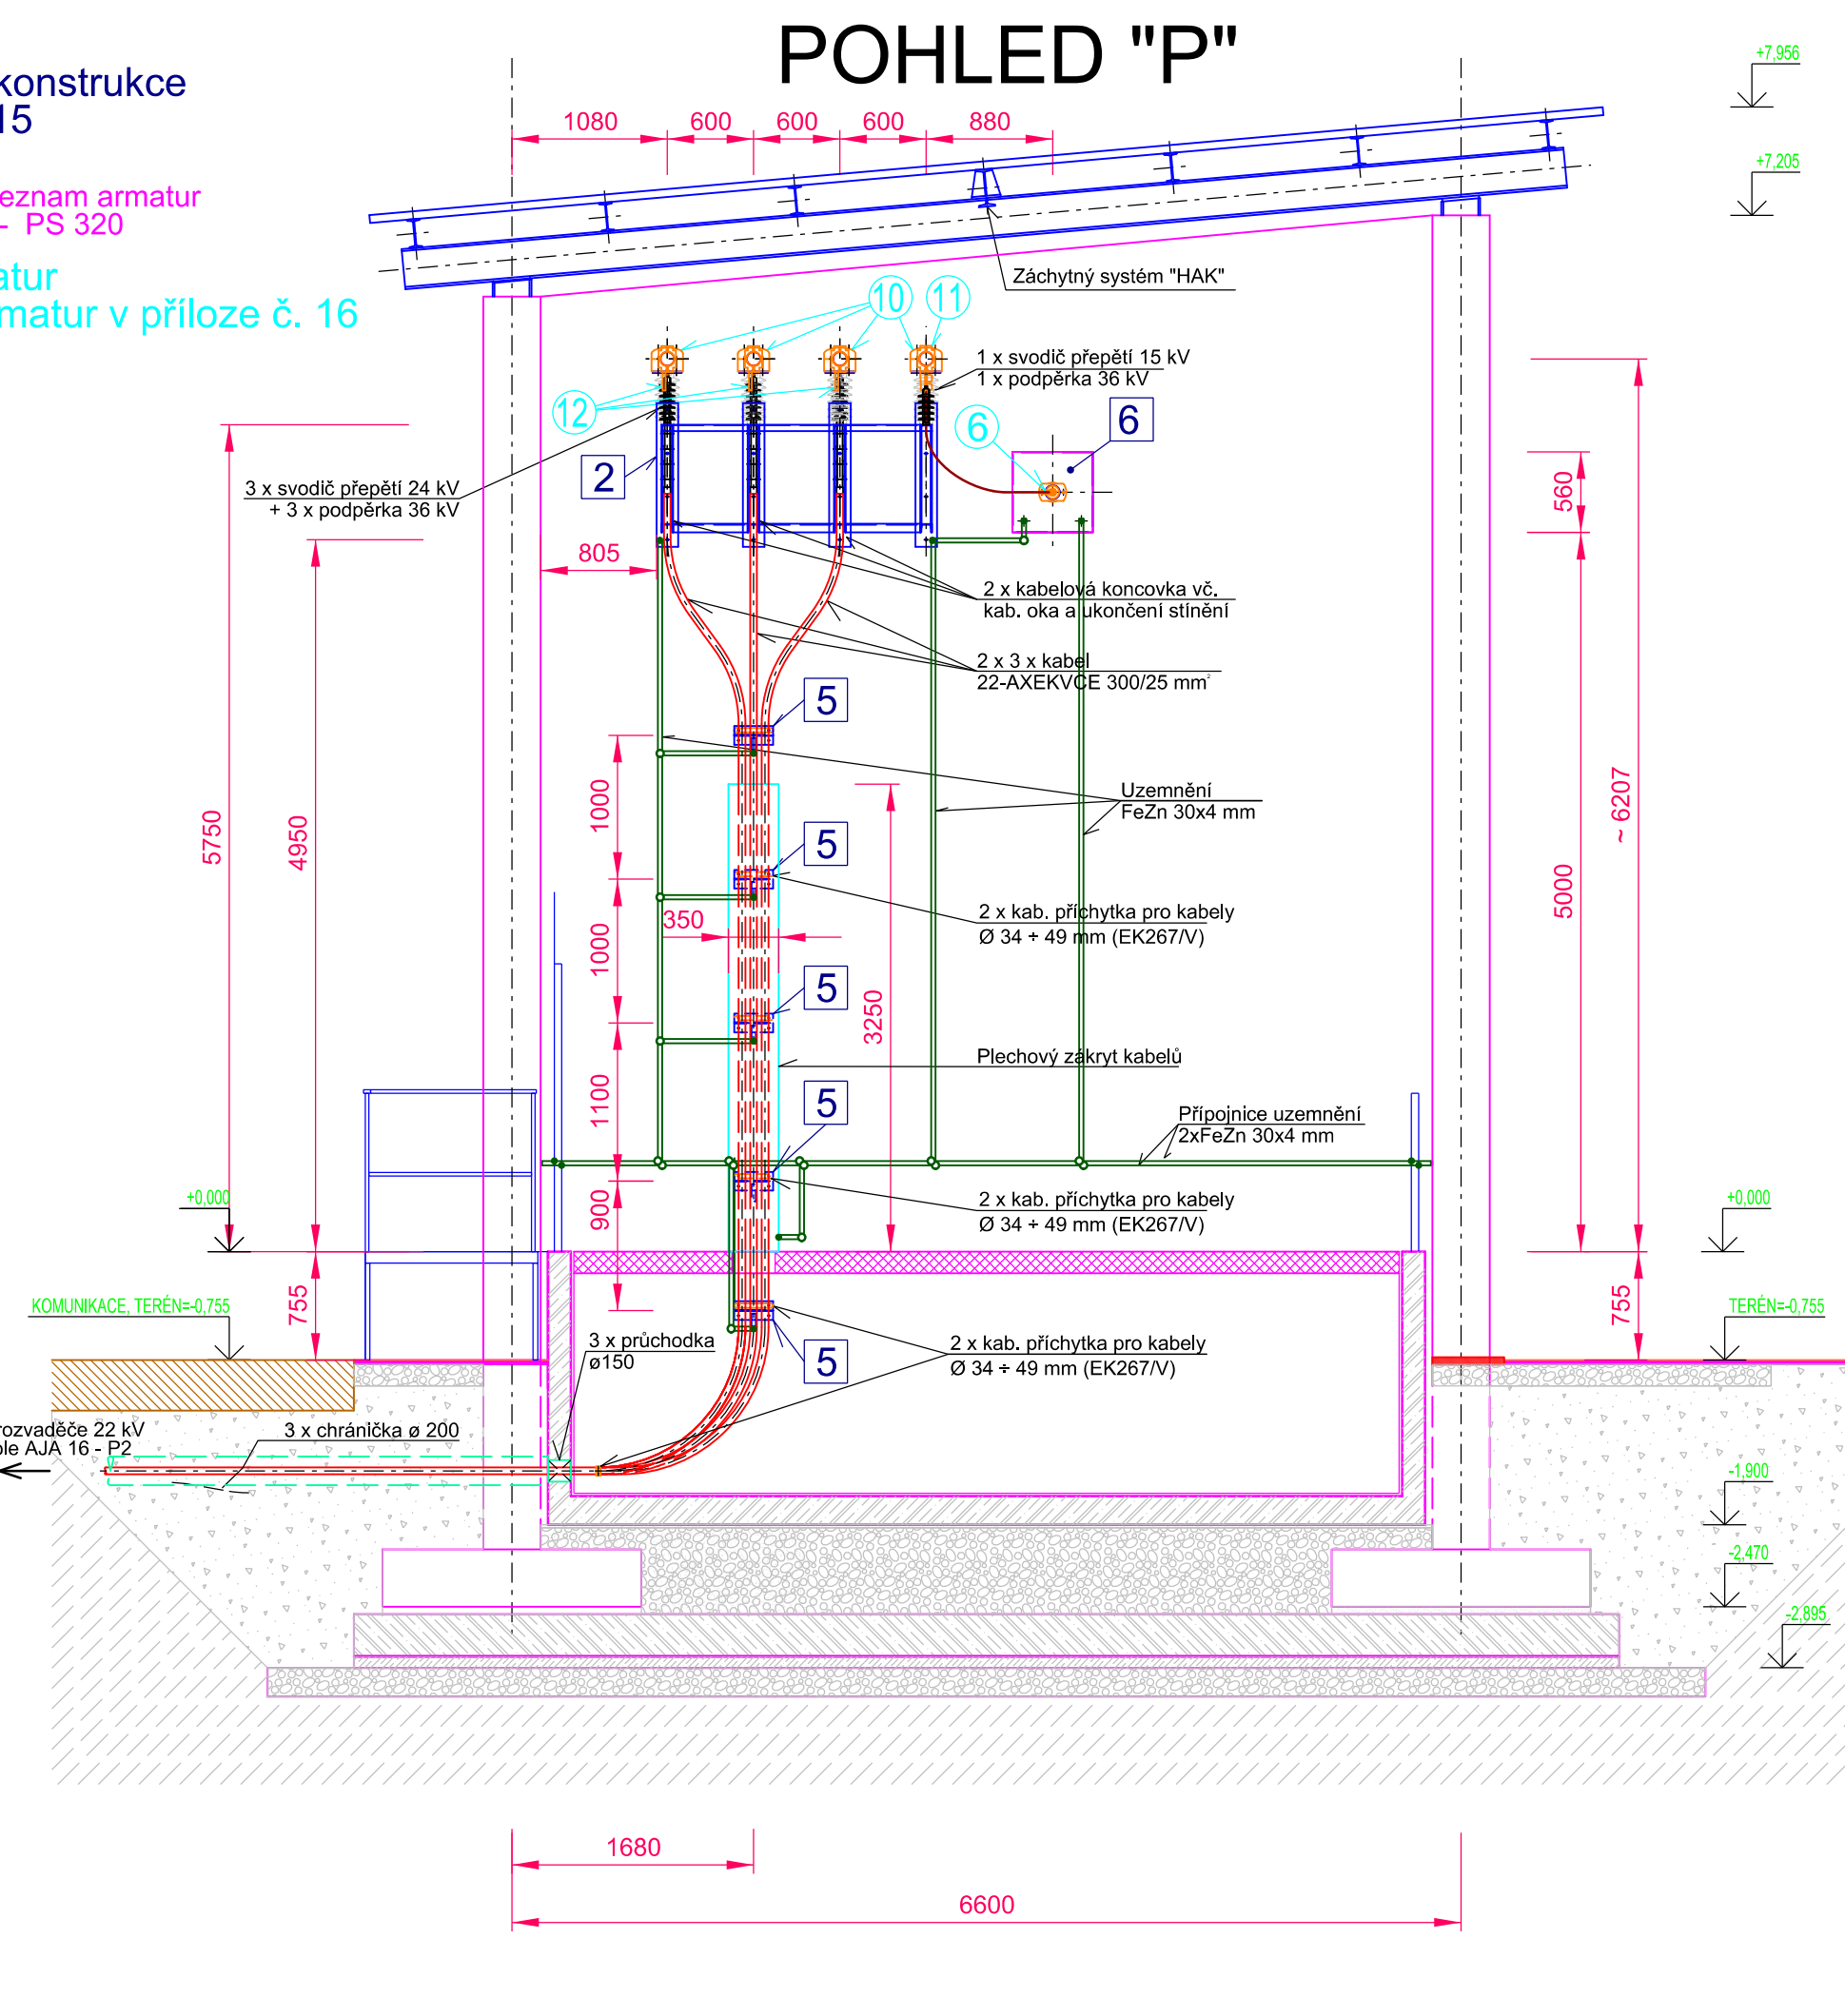 POHLED "P"
konstrukce
15
eznam armatur
- PS 320
atur
matur v příloze č. 16
+7,956
+7,205
1080
600
600
600
880
Záchytný systém "HAK"
10
11
12
6
6
2
1 x svodič přepětí 15 kV
1 x podpěrka 36 kV
3 x svodič přepětí 24 kV
+ 3 x podpěrka 36 kV
805
560
2 x kabelová koncovka vč.
kab. oka a ukončení stínění
2 x 3 x kabel
22-AXEKVCE 300/25 mm²
5
Uzemnění
FeZn 30x4 mm
5750
4950
1000
~ 6207
5000
5
2 x kab. příchytka pro kabely
Ø 34 ÷ 49 mm (EK267/V)
350
1000
5
3250
Plechový zákryt kabelů
1100
5
Přípojnice uzemnění
2xFeZn 30x4 mm
+0,000
900
2 x kab. příchytka pro kabely
Ø 34 ÷ 49 mm (EK267/V)
+0,000
KOMUNIKACE, TERÉN=-0,755
755
755
TERÉN=-0,755
3 x průchodka
ø150
5
2 x kab. příchytka pro kabely
Ø 34 ÷ 49 mm (EK267/V)
rozvaděče 22 kV
ole AJA 16 - P2
3 x chránička ø 200
-1,900
-2,470
-2,895
1680
6600